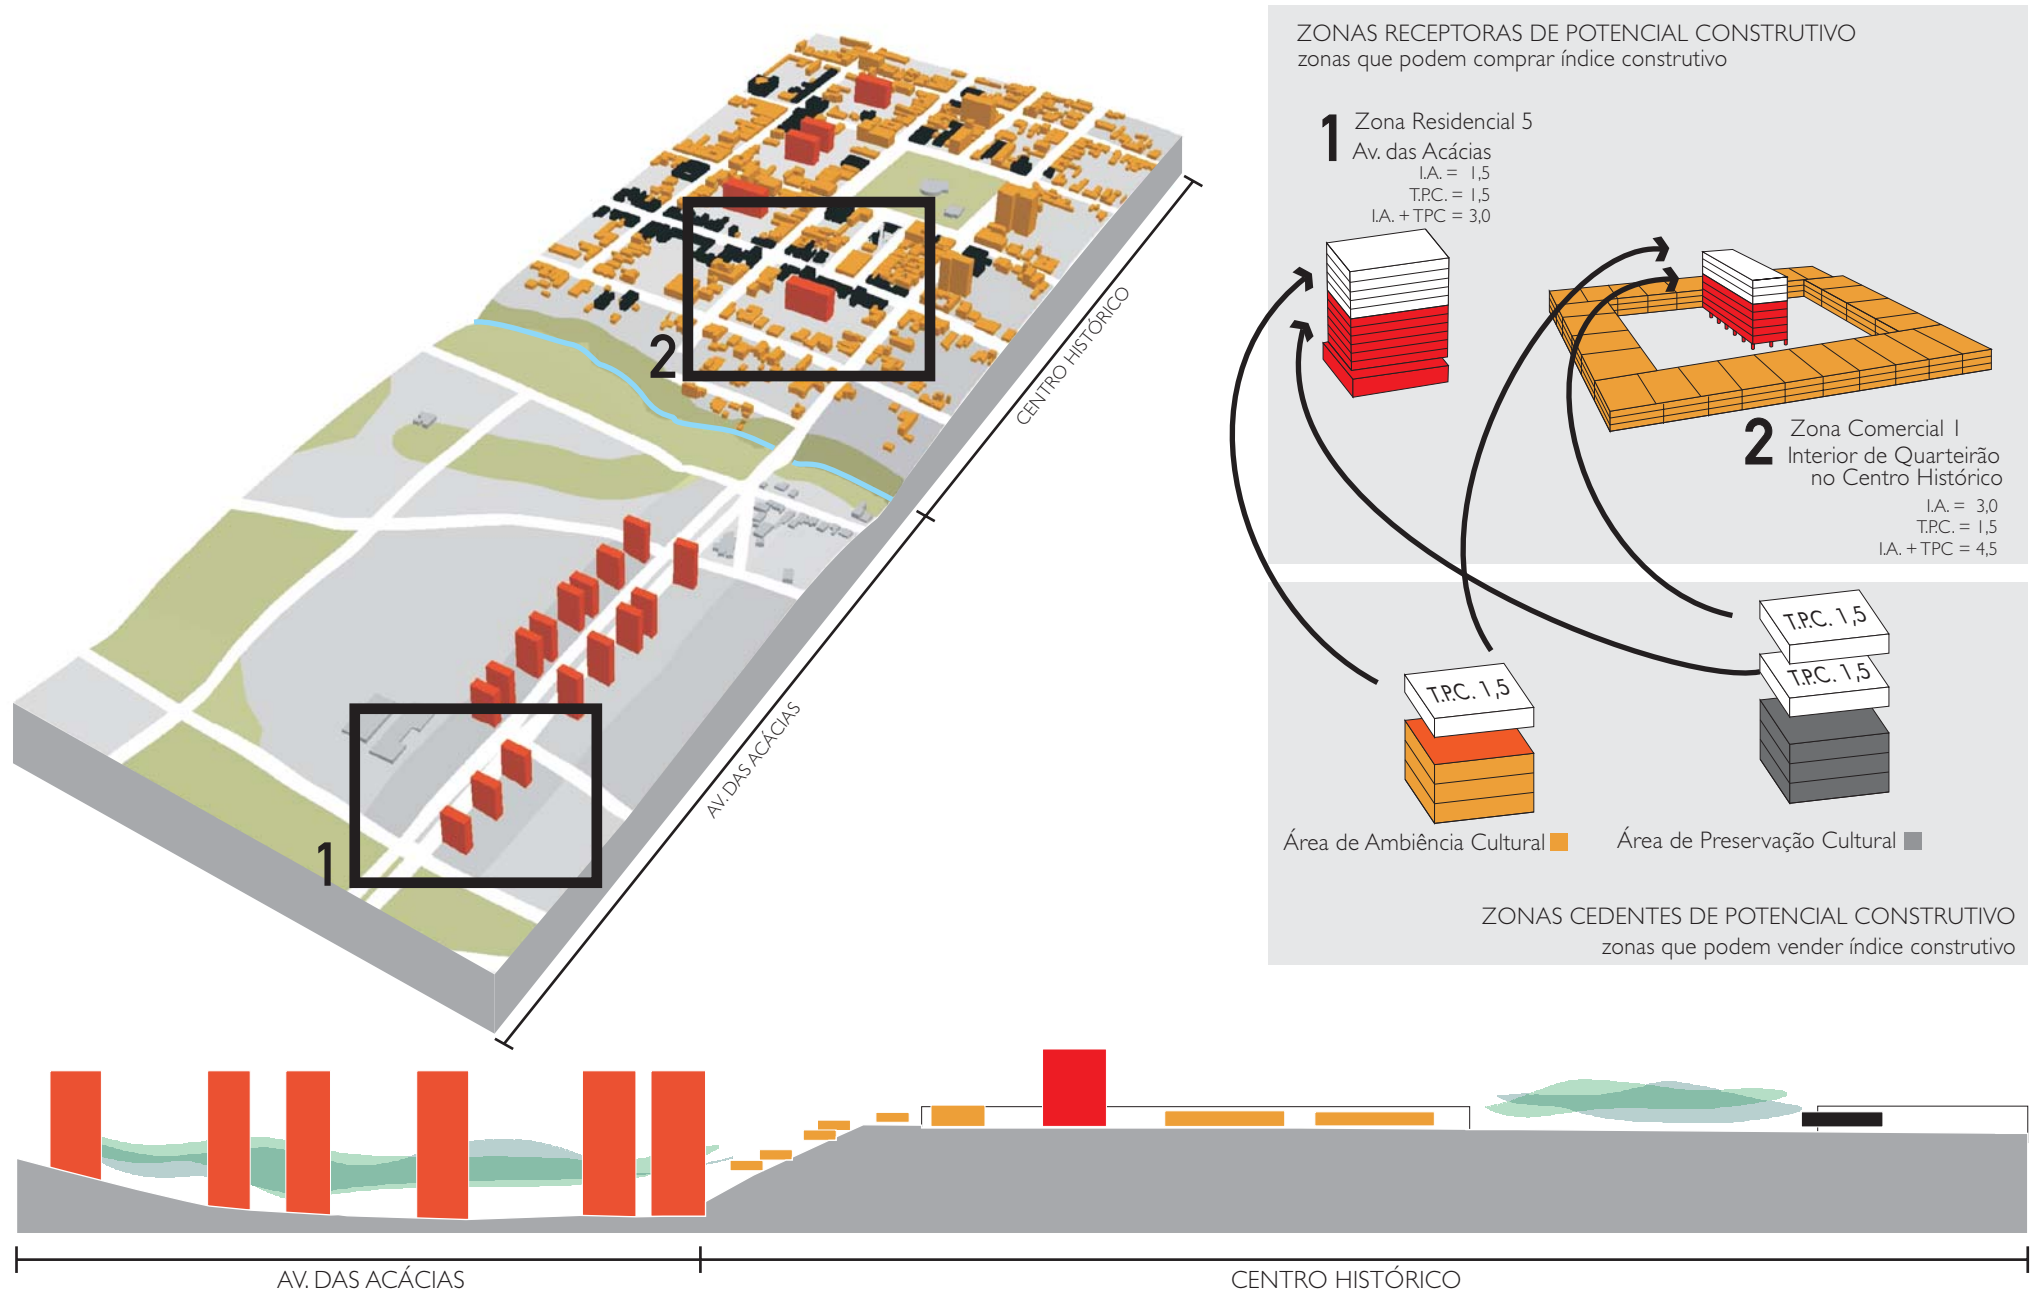 ZONAS RECEPTORAS DE POTENCIAL CONSTRUTIVO
zonas que podem comprar índice construtivo
1
Zona Residencial 5
Av. das Acácias
I.A. = 1,5
T.P.C. = 1,5
I.A. + TPC = 3,0
2
Zona Comercial 1
Interior de Quarteirão
no Centro Histórico
I.A. = 3,0
T.P.C. = 1,5
I.A. + TPC = 4,5
T.P.C. 1,5
T.P.C. 1,5
T.P.C. 1,5
Área de Ambiência Cultural
Área de Preservação Cultural
ZONAS CEDENTES DE POTENCIAL CONSTRUTIVO
zonas que podem vender índice construtivo
2
CENTRO HISTÓRICO
1
AV. DAS ACÁCIAS
AV. DAS ACÁCIAS
CENTRO HISTÓRICO